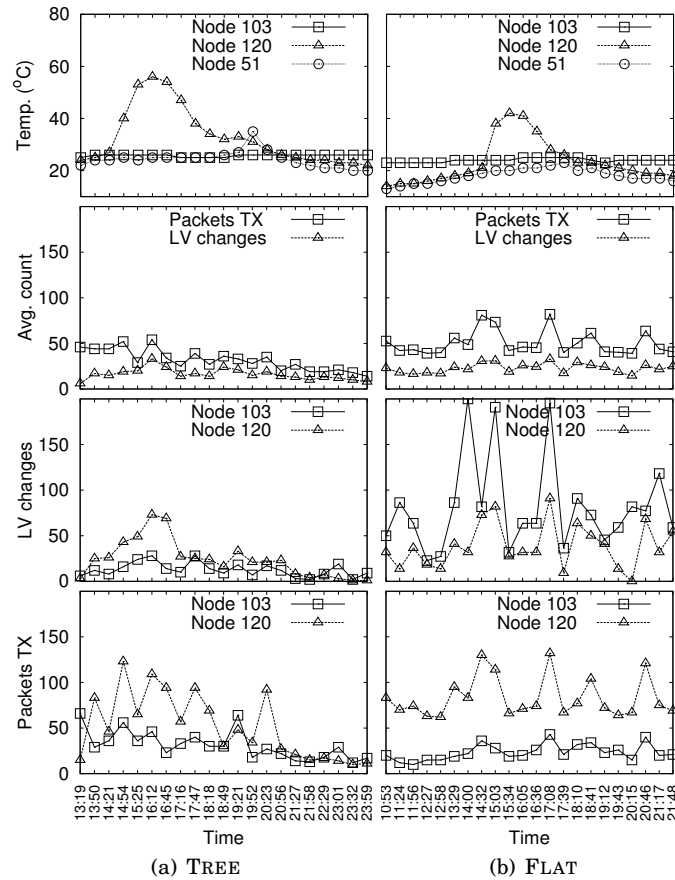 80
60
40
20
Temp. (°C)
Node 103
Node 120
Node 51
Node 103
Node 120
Node 51
150
100
50
0
Avg. count
Packets TX
LV changes
Packets TX
LV changes
150
100
50
0
LV changes
Node 103
Node 120
Node 103
Node 120
150
100
50
0
Packets TX
Node 103
Node 120
Node 103
Node 120
13:19
13:50
14:21
14:54
15:25
16:12
16:45
17:16
17:47
18:18
18:49
19:21
19:52
20:23
20:56
21:27
21:58
22:29
23:01
23:32
23:59
10:53
11:24
11:56
12:27
12:58
13:29
14:00
14:32
15:03
15:34
16:05
16:36
17:08
17:39
18:10
18:41
19:12
19:43
20:15
20:46
21:17
21:48
Time
Time
(a) TREE
(b) FLAT